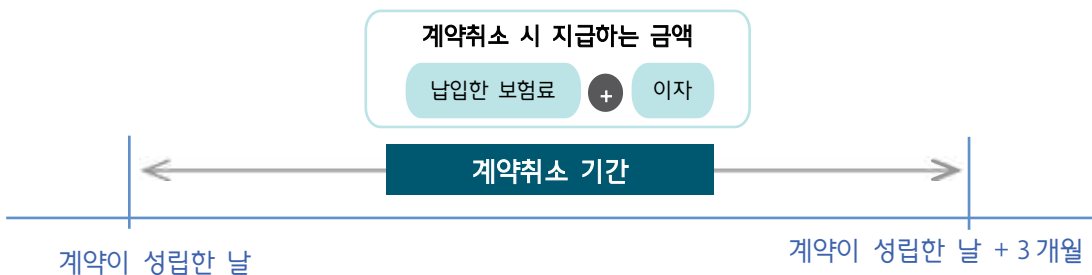 계약취소 시 지급하는 금액
납입한 보험료 + 이자
계약취소 기간
계약이 성립한 날
계약이 성립한 날 + 3개월